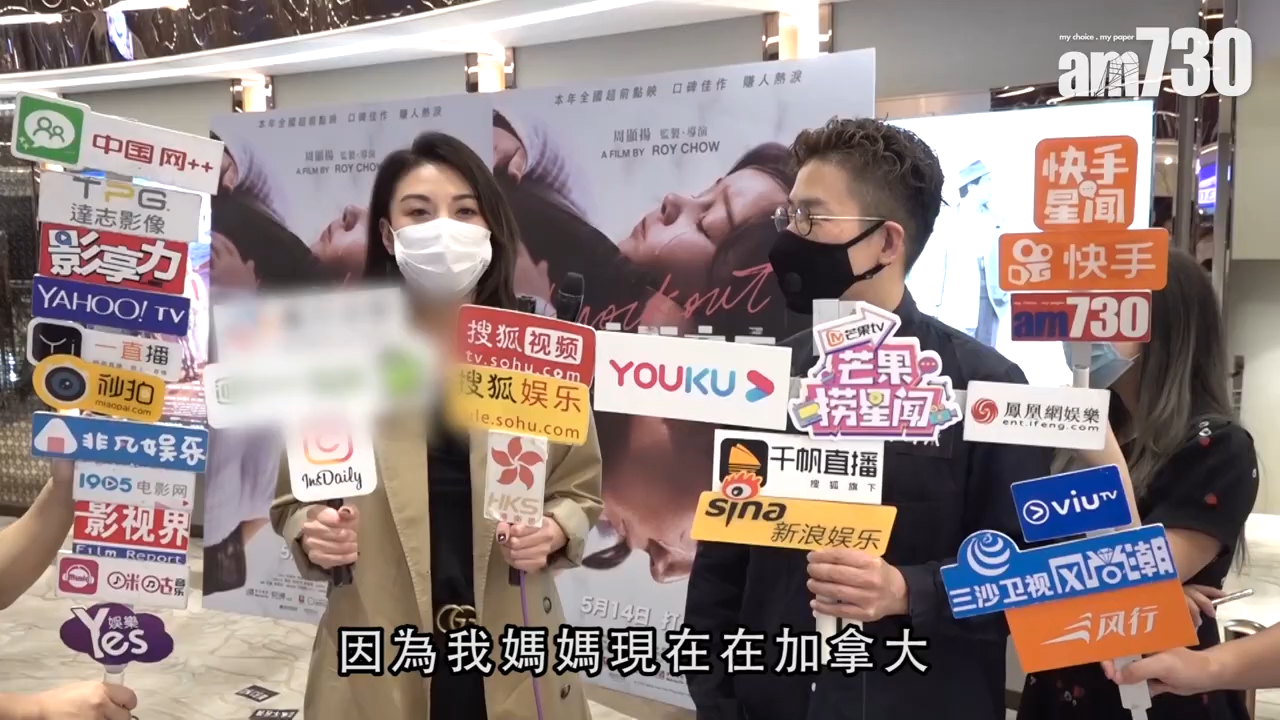 my choice . my paper
am730
本年全國超前點映 口碑佳作 賺人熱淚
周顯揚 監製·導演
A FILM BY ROY CHOW
本年全國超前點映 口碑佳作 賺人熱淚
周顯揚 監製·導演
A FILM BY ROY CHOW
knockout
中国网++
TPG
達志影像
影享力
YAHOO! TV
一直播
秒拍
miaopai.com
非凡娱乐
1905 电影网
影视界
Film Report
咪咕音乐
娛樂
Yes
InsDaily
搜狐视频
tv.sohu.com
搜狐娱乐
yule.sohu.com
HKS
YOUKU
芒果tv
芒果
捞星闻
千帆直播
搜狐旗下
sina
新浪娱乐
快手
星闻
快手
am730
鳳凰網娛樂
ent.ifeng.com
viuTV
三沙卫视风尚潮
风行
GG
5月14日
因為我媽媽現在在加拿大